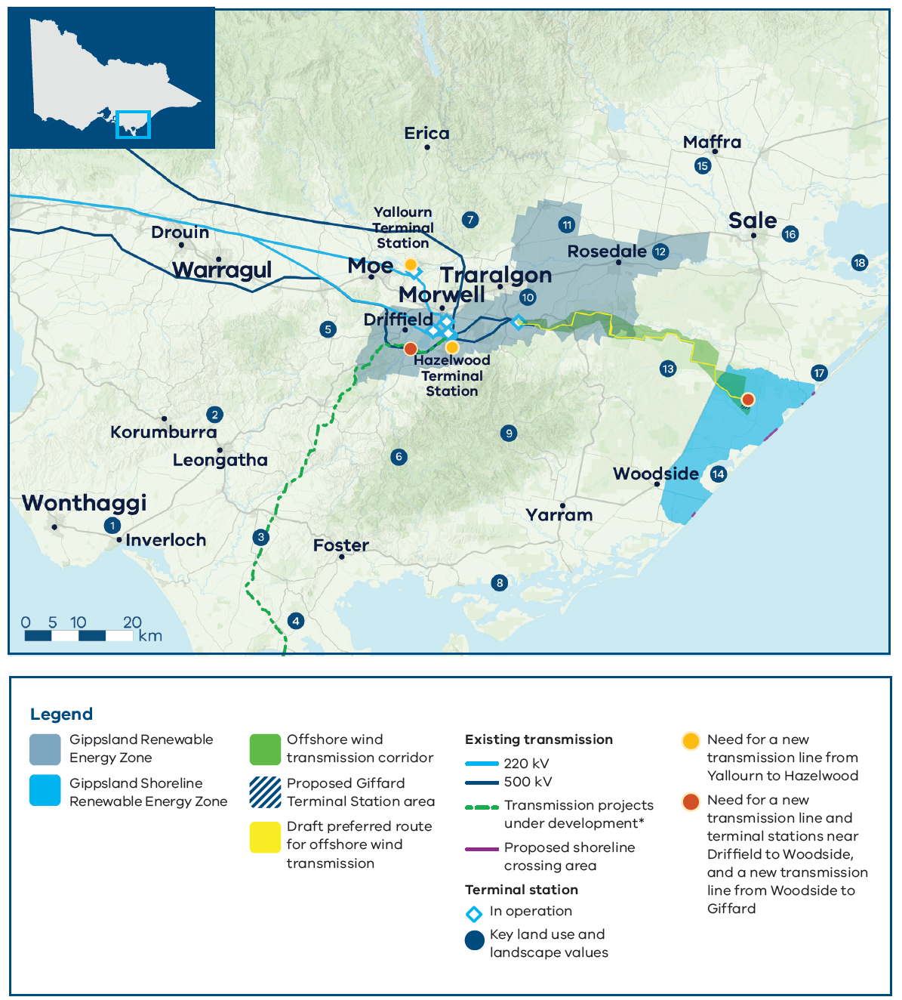 Erica
Maffra
15
Yallourn
Terminal
Station
7
11
Sale
16
Drouin
Rosedale
12
18
Warragul
Moe
Traralgon
Morwell
10
Driffield
5
Hazelwood
Terminal
Station
13
17
2
Korumburra
9
Leongatha
6
Woodside
14
Wonthaggi
Yarram
1
Inverloch
3
Foster
8
4
0 5 10 20
km
Legend
Gippsland Renewable
Energy Zone
Gippsland Shoreline
Renewable Energy Zone
Offshore wind
transmission corridor
Proposed Giffard
Terminal Station area
Draft preferred route
for offshore wind
transmission
Existing transmission
220 kV
500 kV
Transmission projects
under development*
Proposed shoreline
crossing area
Terminal station
In operation
Key land use and
landscape values
Need for a new
transmission line from
Yallourn to Hazelwood
Need for a new
transmission line and
terminal stations near
Driffield to Woodside,
and a new transmission
line from Woodside to
Giffard